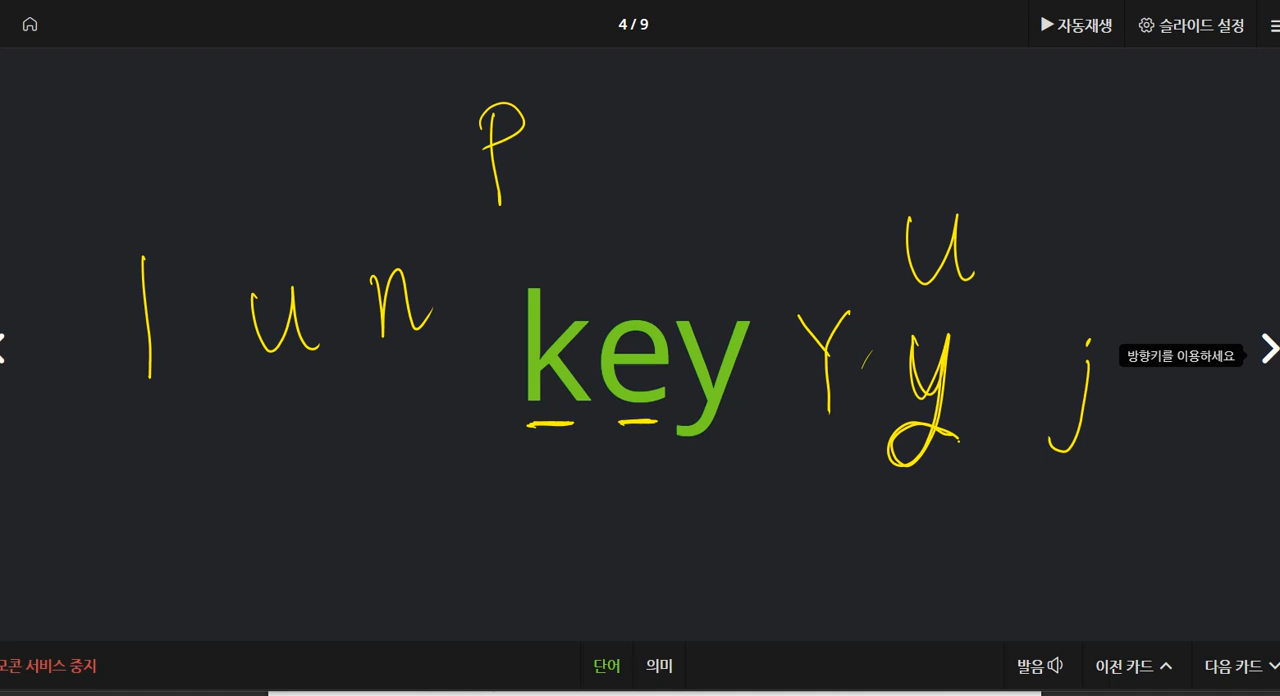 4 / 9 자동재생 슬라이드 설정
P
l u n key Y y u j
방향키를 이용하세요
모콘 서비스 중지 단어 의미 발음 이전 카드 다음 카드